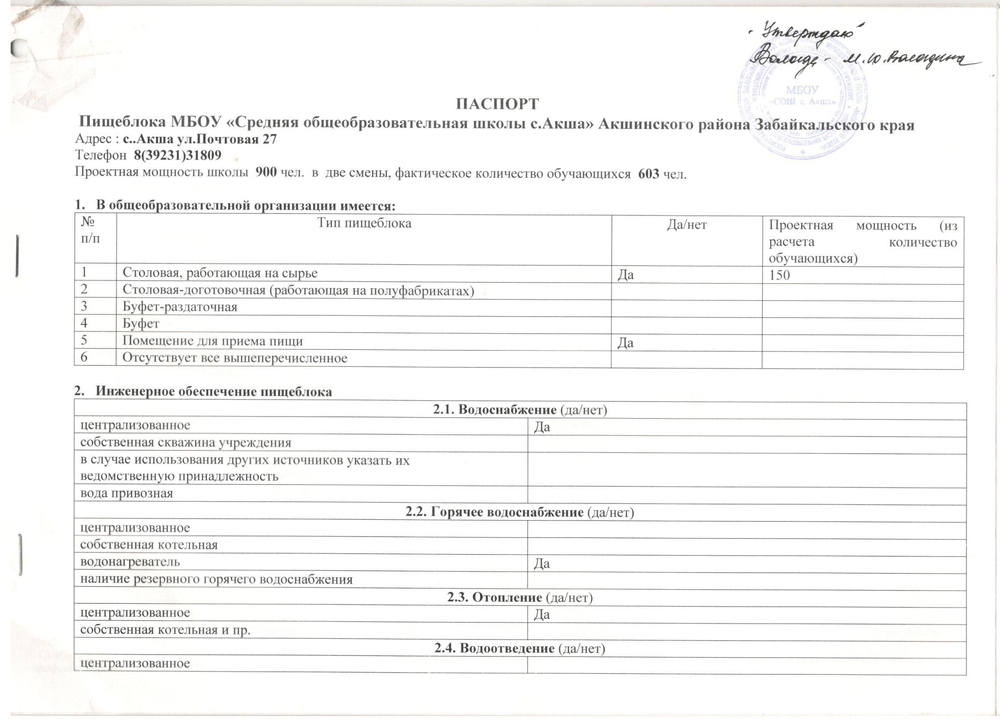 "Утверждаю"
М.Ю. Вологдина
МБОУ
«СОШ с. Акша»
ПАСПОРТ
Пищеблока МБОУ «Средняя общеобразовательная школы с.Акша» Акшинского района Забайкальского края
Адрес : с..Акша ул.Почтовая 27
Телефон 8(39231)31809
Проектная мощность школы 900 чел. в две смены, фактическое количество обучающихся 603 чел.
1. В общеобразовательной организации имеется:
№ п/п Тип пищеблока Да/нет Проектная мощность (из расчета количество обучающихся)
1 Столовая, работающая на сырье Да 150
2 Столовая-доготовочная (работающая на полуфабрикатах)
3 Буфет-раздаточная
4 Буфет
5 Помещение для приема пищи Да
6 Отсутствует все вышеперечисленное
2. Инженерное обеспечение пищеблока
2.1. Водоснабжение (да/нет)
централизованное Да
собственная скважина учреждения
в случае использования других источников указать их
ведомственную принадлежность
вода привозная
2.2. Горячее водоснабжение (да/нет)
централизованное
собственная котельная
водонагреватель Да
наличие резервного горячего водоснабжения
2.3. Отопление (да/нет)
централизованное Да
собственная котельная и пр.
2.4. Водоотведение (да/нет)
централизованное